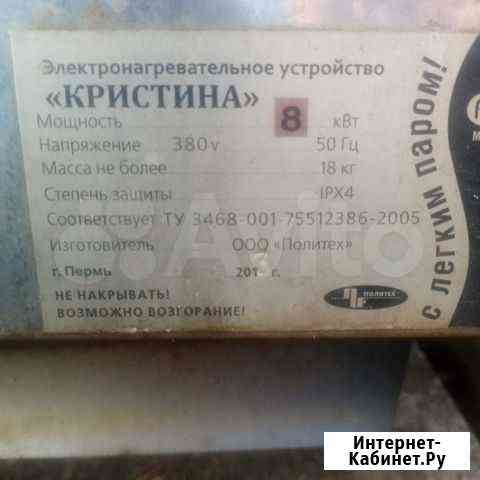 Электронагревательное устройство
«КРИСТИНА»
Мощность 8 кВт
Напряжение 380 v 50 Гц
Масса не более 18 кг
Степень защиты IPX4
Соответствует ТУ 3468-001-75512386-2005
Изготовитель ООО «Политех»
г. Пермь г.
НЕ НАКРЫВАТЬ!
ВОЗМОЖНО ВОЗГОРАНИЕ!
ПОЛИТЕХ
с легким паром!
Avito
Интернет-
Кабинет.Ру